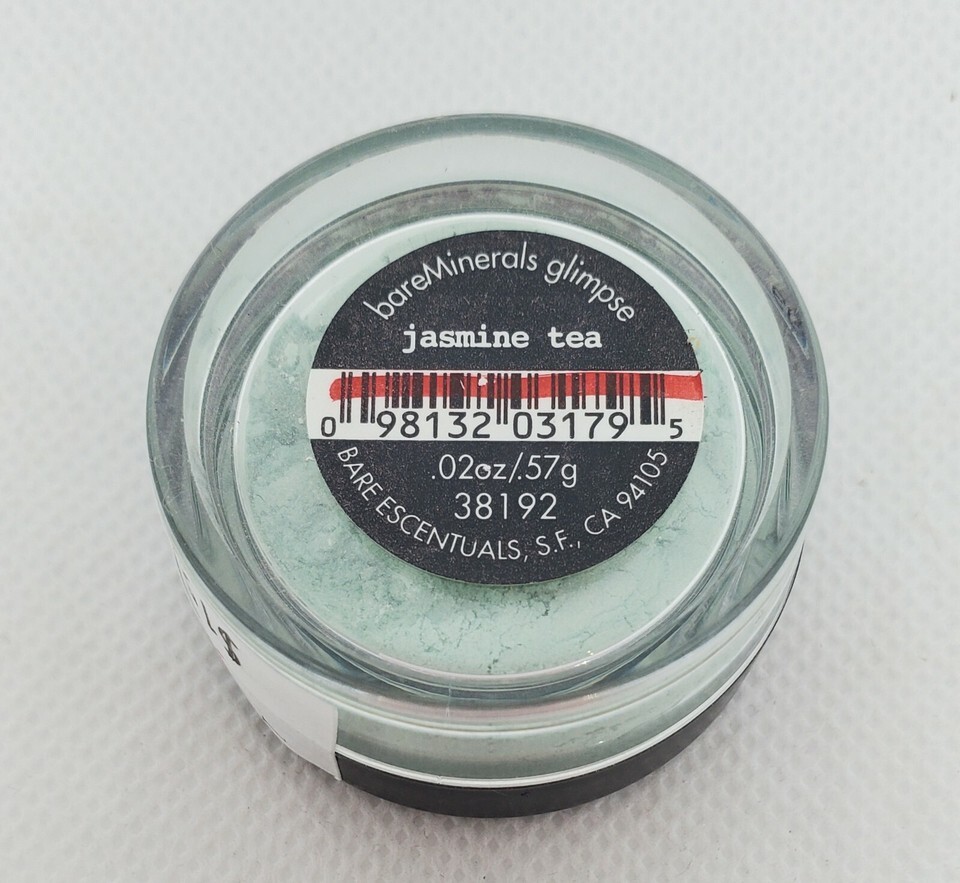 bareMinerals glimpse
jasmine tea
0 98132 03179 5
.02oz/.57g
38192
BARE ESCENTUALS, S.F., CA 94105